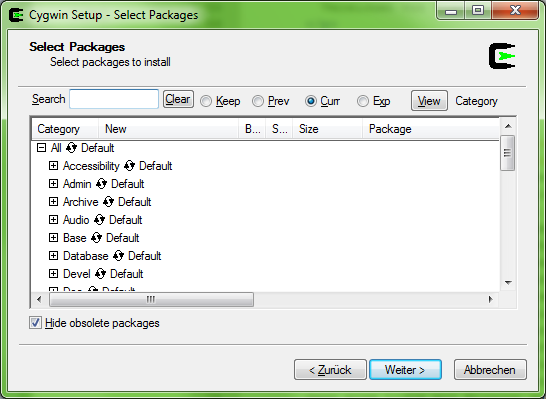 Cygwin Setup - Select Packages
Select Packages
Select packages to install
Search Clear Keep Prev Curr Exp View Category
Category New B... S... Size Package
All Default
Accessibility Default
Admin Default
Archive Default
Audio Default
Base Default
Database Default
Devel Default
Hide obsolete packages
< Zurück Weiter > Abbrechen